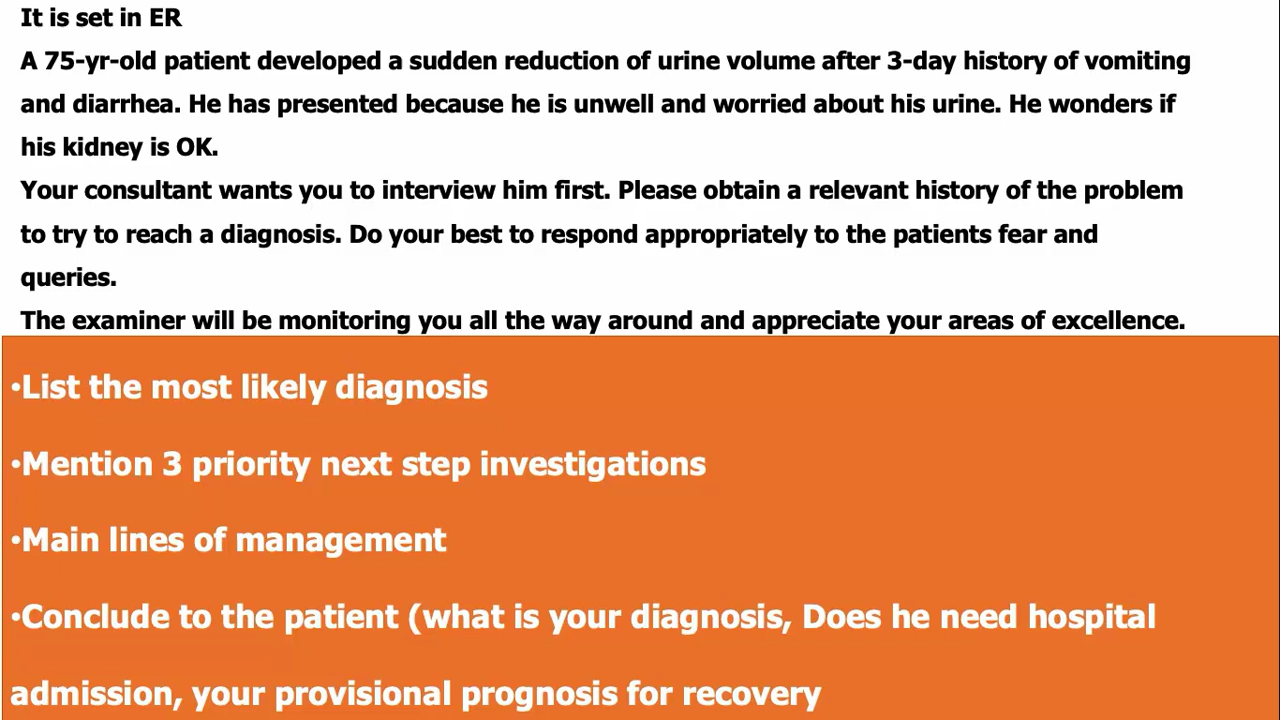 It is set in ER
A 75-yr-old patient developed a sudden reduction of urine volume after 3-day history of vomiting
and diarrhea. He has presented because he is unwell and worried about his urine. He wonders if
his kidney is OK.
Your consultant wants you to interview him first. Please obtain a relevant history of the problem
to try to reach a diagnosis. Do your best to respond appropriately to the patients fear and
queries.
The examiner will be monitoring you all the way around and appreciate your areas of excellence.
•List the most likely diagnosis
•Mention 3 priority next step investigations
•Main lines of management
•Conclude to the patient (what is your diagnosis, Does he need hospital
admission, your provisional prognosis for recovery